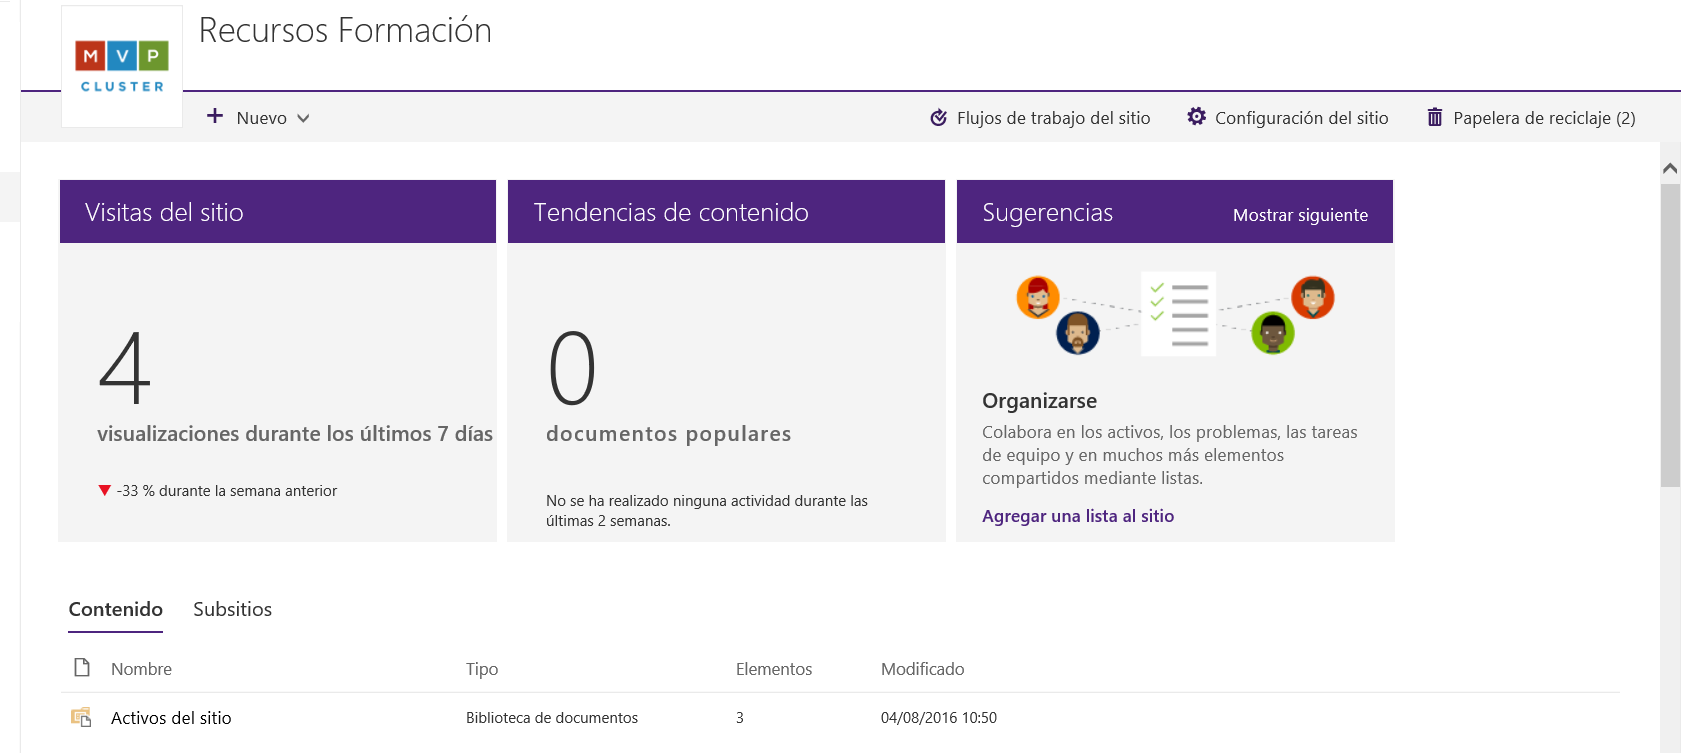 Recursos Formación
M V P
CLUSTER
Nuevo
Flujos de trabajo del sitio
Configuración del sitio
Papelera de reciclaje (2)
Visitas del sitio
4
visualizaciones durante los últimos 7 días
-33 % durante la semana anterior
Tendencias de contenido
0
documentos populares
No se ha realizado ninguna actividad durante las
últimas 2 semanas.
Sugerencias
Mostrar siguiente
Organizarse
Colabora en los activos, los problemas, las tareas
de equipo y en muchos más elementos
compartidos mediante listas.
Agregar una lista al sitio
Contenido Subsitios
Nombre Tipo Elementos Modificado
Activos del sitio Biblioteca de documentos 3 04/08/2016 10:50